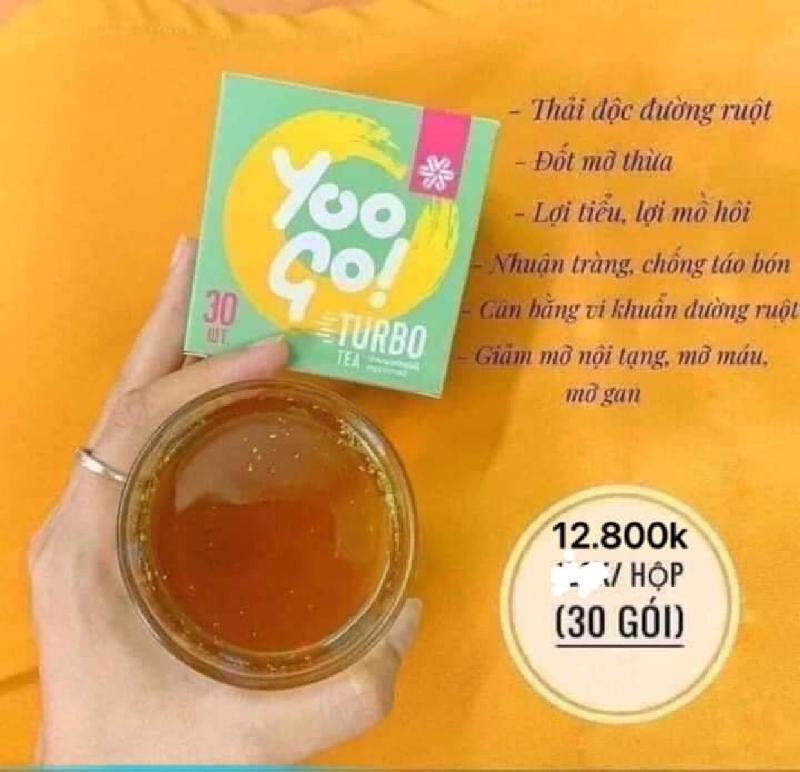 Yoo
Go!
30
ШТ.
TURBO
TEA
- Thải độc đường ruột
- Đốt mỡ thừa
- Lợi tiểu, lợi mồ hôi
- Nhuận tràng, chống táo bón
- Cân bằng vi khuẩn đường ruột
- Giảm mỡ nội tạng, mỡ máu,
mỡ gan
12.800k
/ HỘP
(30 GÓI)